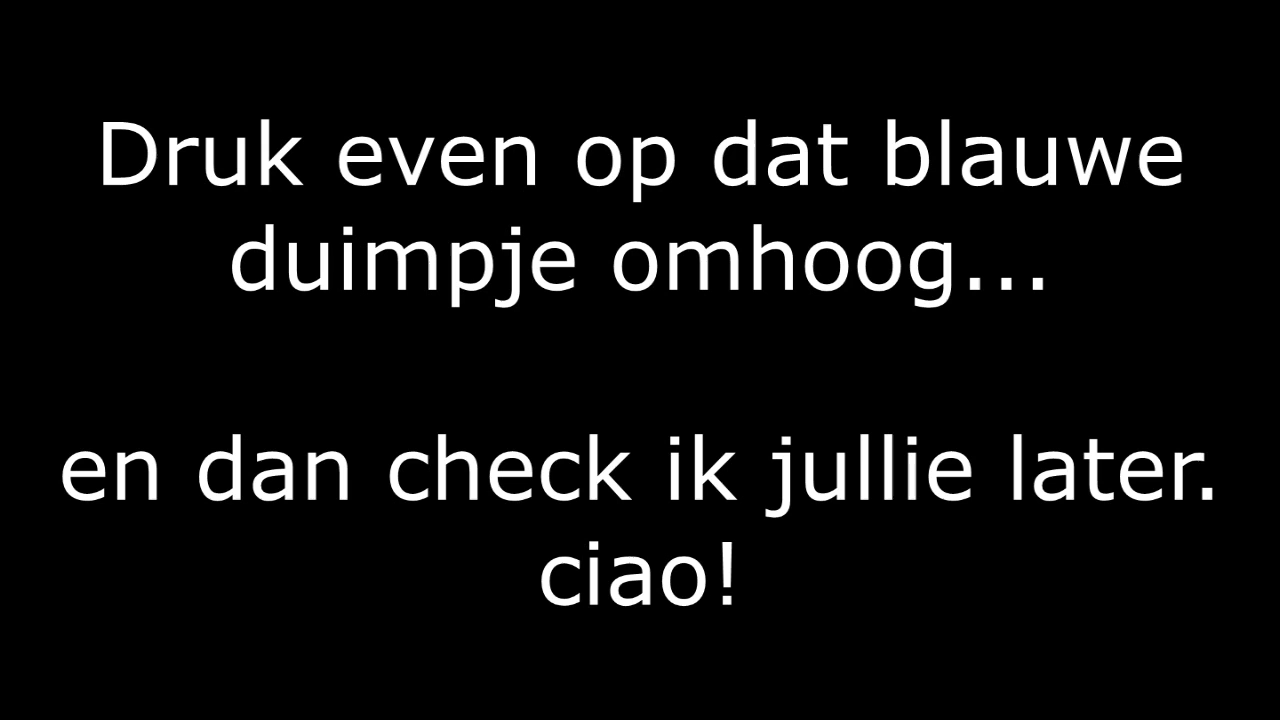 Druk even op dat blauwe
duimpje omhoog...
en dan check ik jullie later.
ciao!